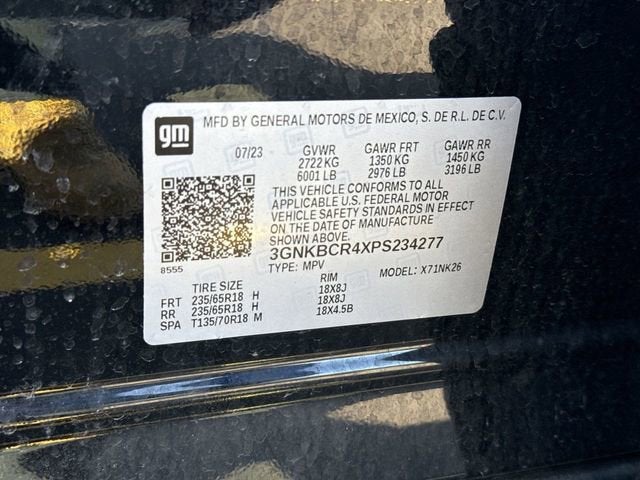 gm MFD BY GENERAL MOTORS DE MEXICO, S. DE R.L. DE C.V.
07/23 GVWR GAWR FRT GAWR RR
2722 KG 1350 KG 1450 KG
6001 LB 2976 LB 3196 LB
THIS VEHICLE CONFORMS TO ALL
APPLICABLE U.S. FEDERAL MOTOR
VEHICLE SAFETY STANDARDS IN EFFECT
ON THE DATE OF MANUFACTURE
SHOWN ABOVE.
3GNKBCR4XPS234277
8555 TYPE: MPV MODEL: X71NK26
TIRE SIZE RIM
FRT 235/65R18 H 18X8J
RR 235/65R18 H 18X8J
SPA T135/70R18 M 18X4.5B